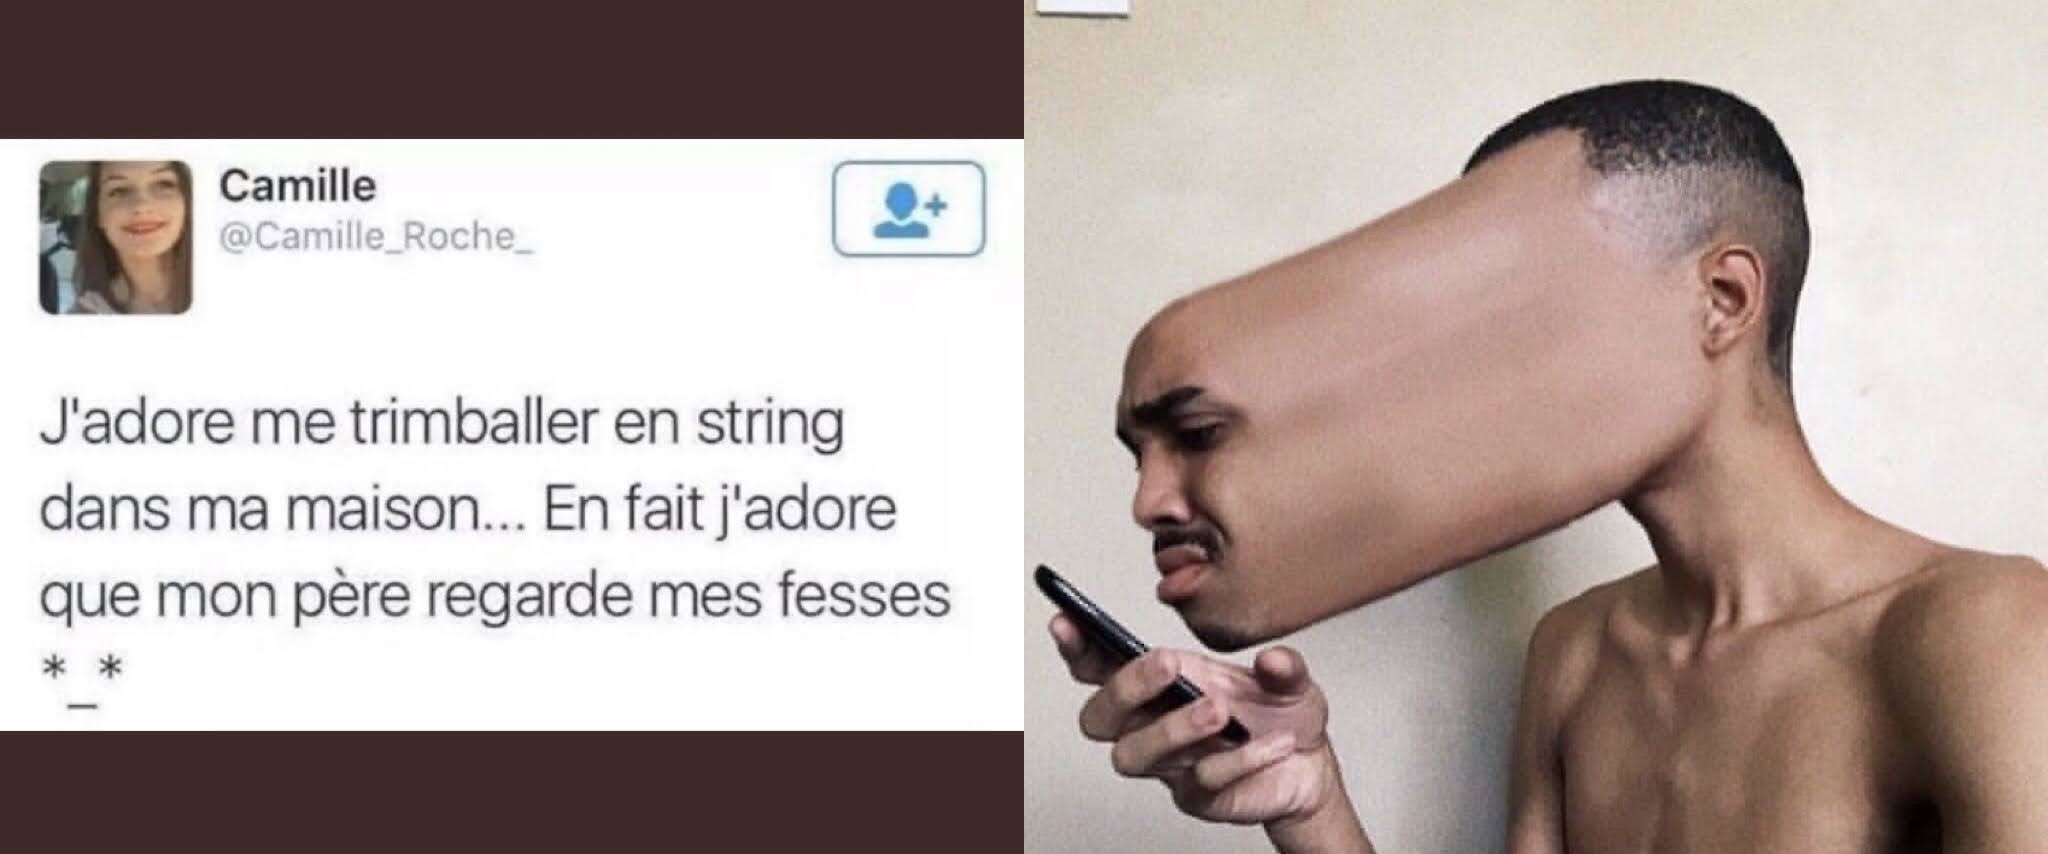 Camille
@Camille_Roche_
J'adore me trimballer en string
dans ma maison... En fait j'adore
que mon père regarde mes fesses
*_*